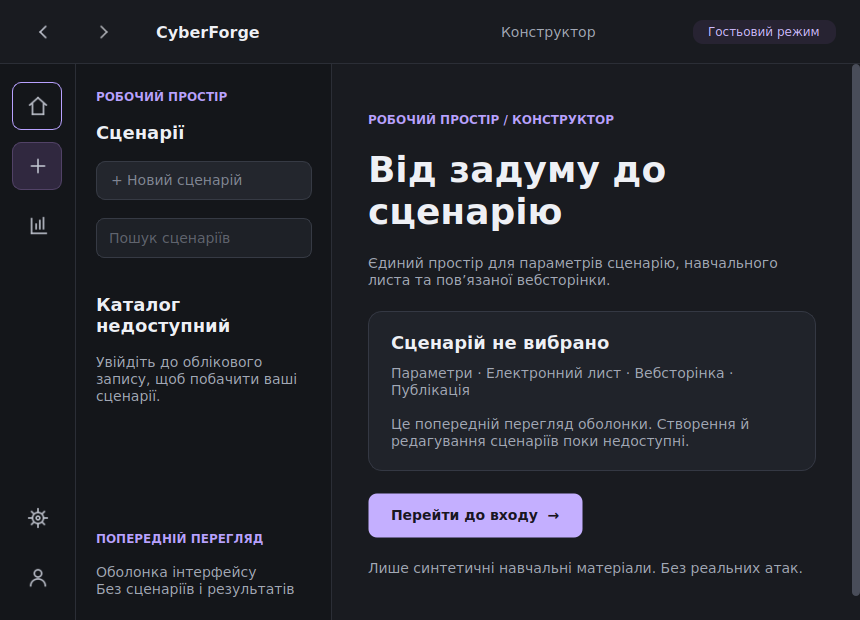 CyberForge
Конструктор
Гостьовий режим
РОБОЧИЙ ПРОСТІР
Сценарії
+ Новий сценарій
Пошук сценаріїв
Каталог
недоступний
Увійдіть до облікового
запису, щоб побачити ваші
сценарії.
ПОПЕРЕДНІЙ ПЕРЕГЛЯД
Оболонка інтерфейсу
Без сценаріїв і результатів
РОБОЧИЙ ПРОСТІР / КОНСТРУКТОР
Від задуму до
сценарію
Єдиний простір для параметрів сценарію, навчального
листа та пов’язаної вебсторінки.
Сценарій не вибрано
Параметри · Електронний лист · Вебсторінка ·
Публікація
Це попередній перегляд оболонки. Створення й
редагування сценаріїв поки недоступні.
Перейти до входу →
Лише синтетичні навчальні матеріали. Без реальних атак.